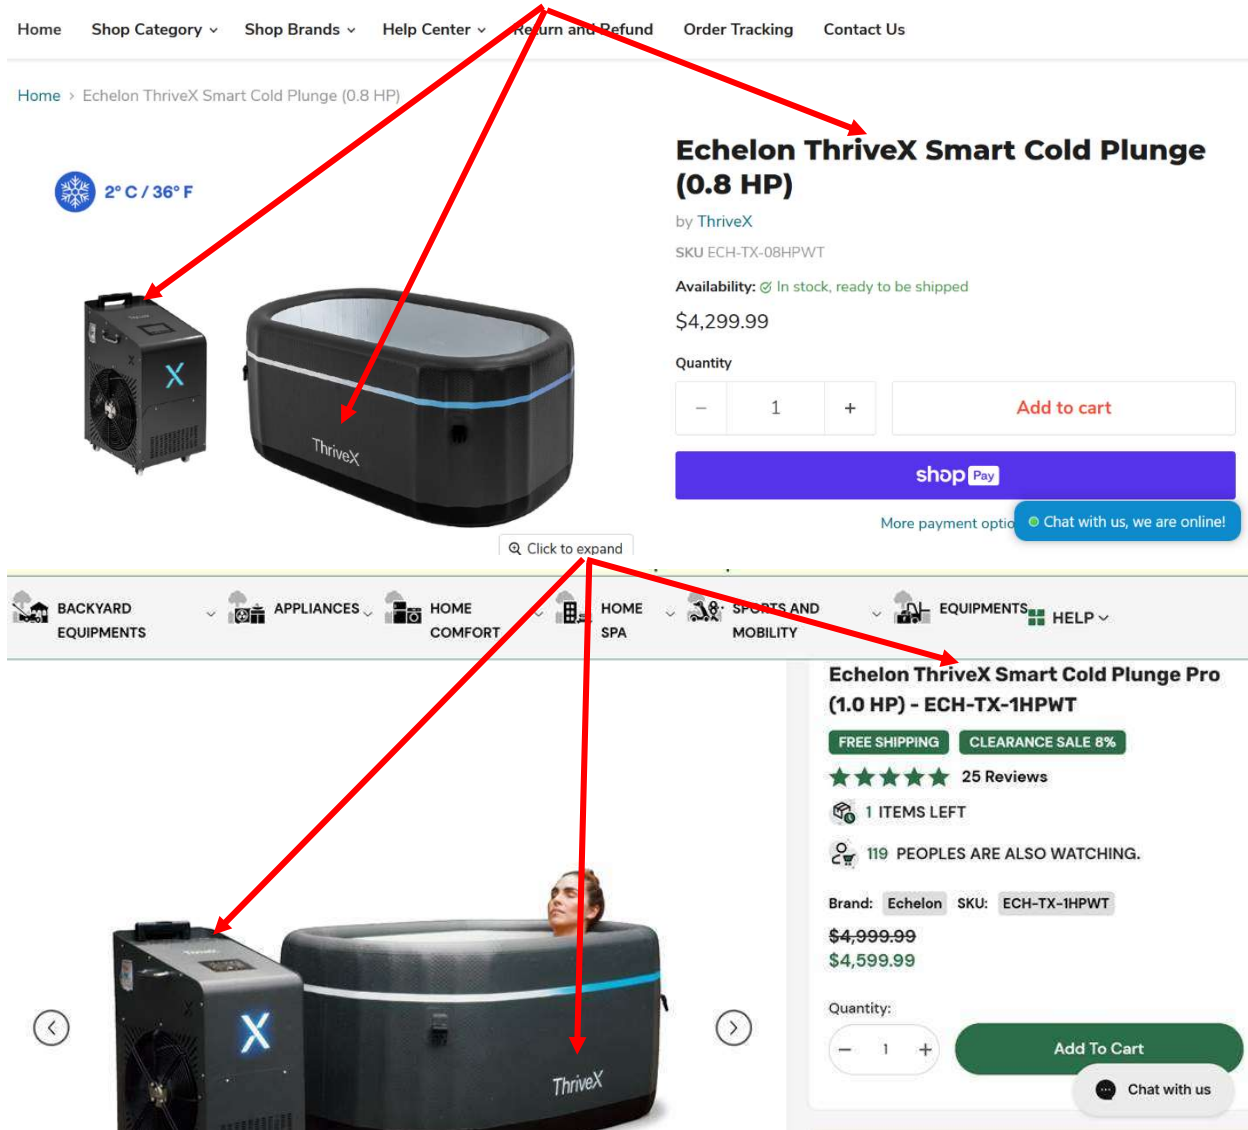 Home Shop Category Shop Brands Help Center Return and Refund Order Tracking Contact Us
Home > Echelon ThriveX Smart Cold Plunge (0.8 HP)
2° C / 36° F
X
ThriveX
Click to expand
Echelon ThriveX Smart Cold Plunge
(0.8 HP)
by ThriveX
SKU ECH-TX-08HPWT
Availability: In stock, ready to be shipped
$4,299.99
Quantity
− 1 +
Add to cart
shop Pay
More payment optio
Chat with us, we are online!
BACKYARD EQUIPMENTS
APPLIANCES
HOME COMFORT
HOME SPA
SPORTS AND MOBILITY
EQUIPMENTS
HELP
X
ThriveX
Echelon ThriveX Smart Cold Plunge Pro
(1.0 HP) - ECH-TX-1HPWT
FREE SHIPPING CLEARANCE SALE 8%
25 Reviews
1 ITEMS LEFT
119 PEOPLES ARE ALSO WATCHING.
Brand: Echelon SKU: ECH-TX-1HPWT
$4,999.99
$4,599.99
Quantity:
− 1 +
Add To Cart
Chat with us